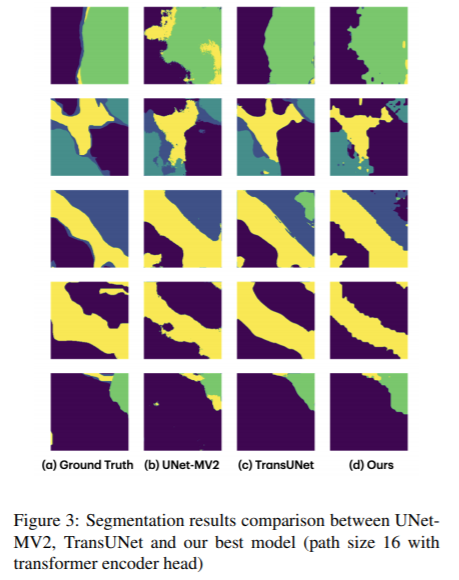 (a) Ground Truth (b) UNet-MV2 (c) TransUNet (d) Ours
Figure 3: Segmentation results comparison between UNet-
MV2, TransUNet and our best model (path size 16 with
transformer encoder head)